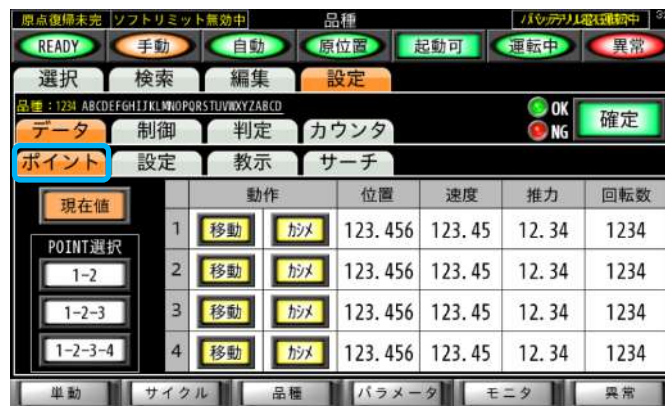 原点復帰未完 ソフトリミット無効中 品種
READY 手動 自動 原位置 起動可 運転中 異常
選択 検索 編集 設定
品種:1234 ABCDEFGHIJKLMNOPQRSTUVWXYZABCD OK
データ 制御 判定 カウンタ NG 確定
ポイント 設定 教示 サーチ
現在値 動作 位置 速度 推力 回転数
1 移動 カシメ 123.456 123.45 12.34 1234
POINT選択
1-2 2 移動 カシメ 123.456 123.45 12.34 1234
1-2-3 3 移動 カシメ 123.456 123.45 12.34 1234
1-2-3-4 4 移動 カシメ 123.456 123.45 12.34 1234
単動 サイクル 品種 パラメータ モニタ 異常